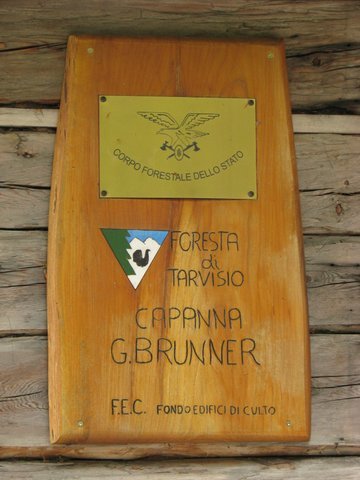 CORPO FORESTALE DELLO STATO
FORESTA
di
TARVISIO
CAPANNA
G.BRUNNER
F.E.C. FONDO EDIFICI DI CULTO